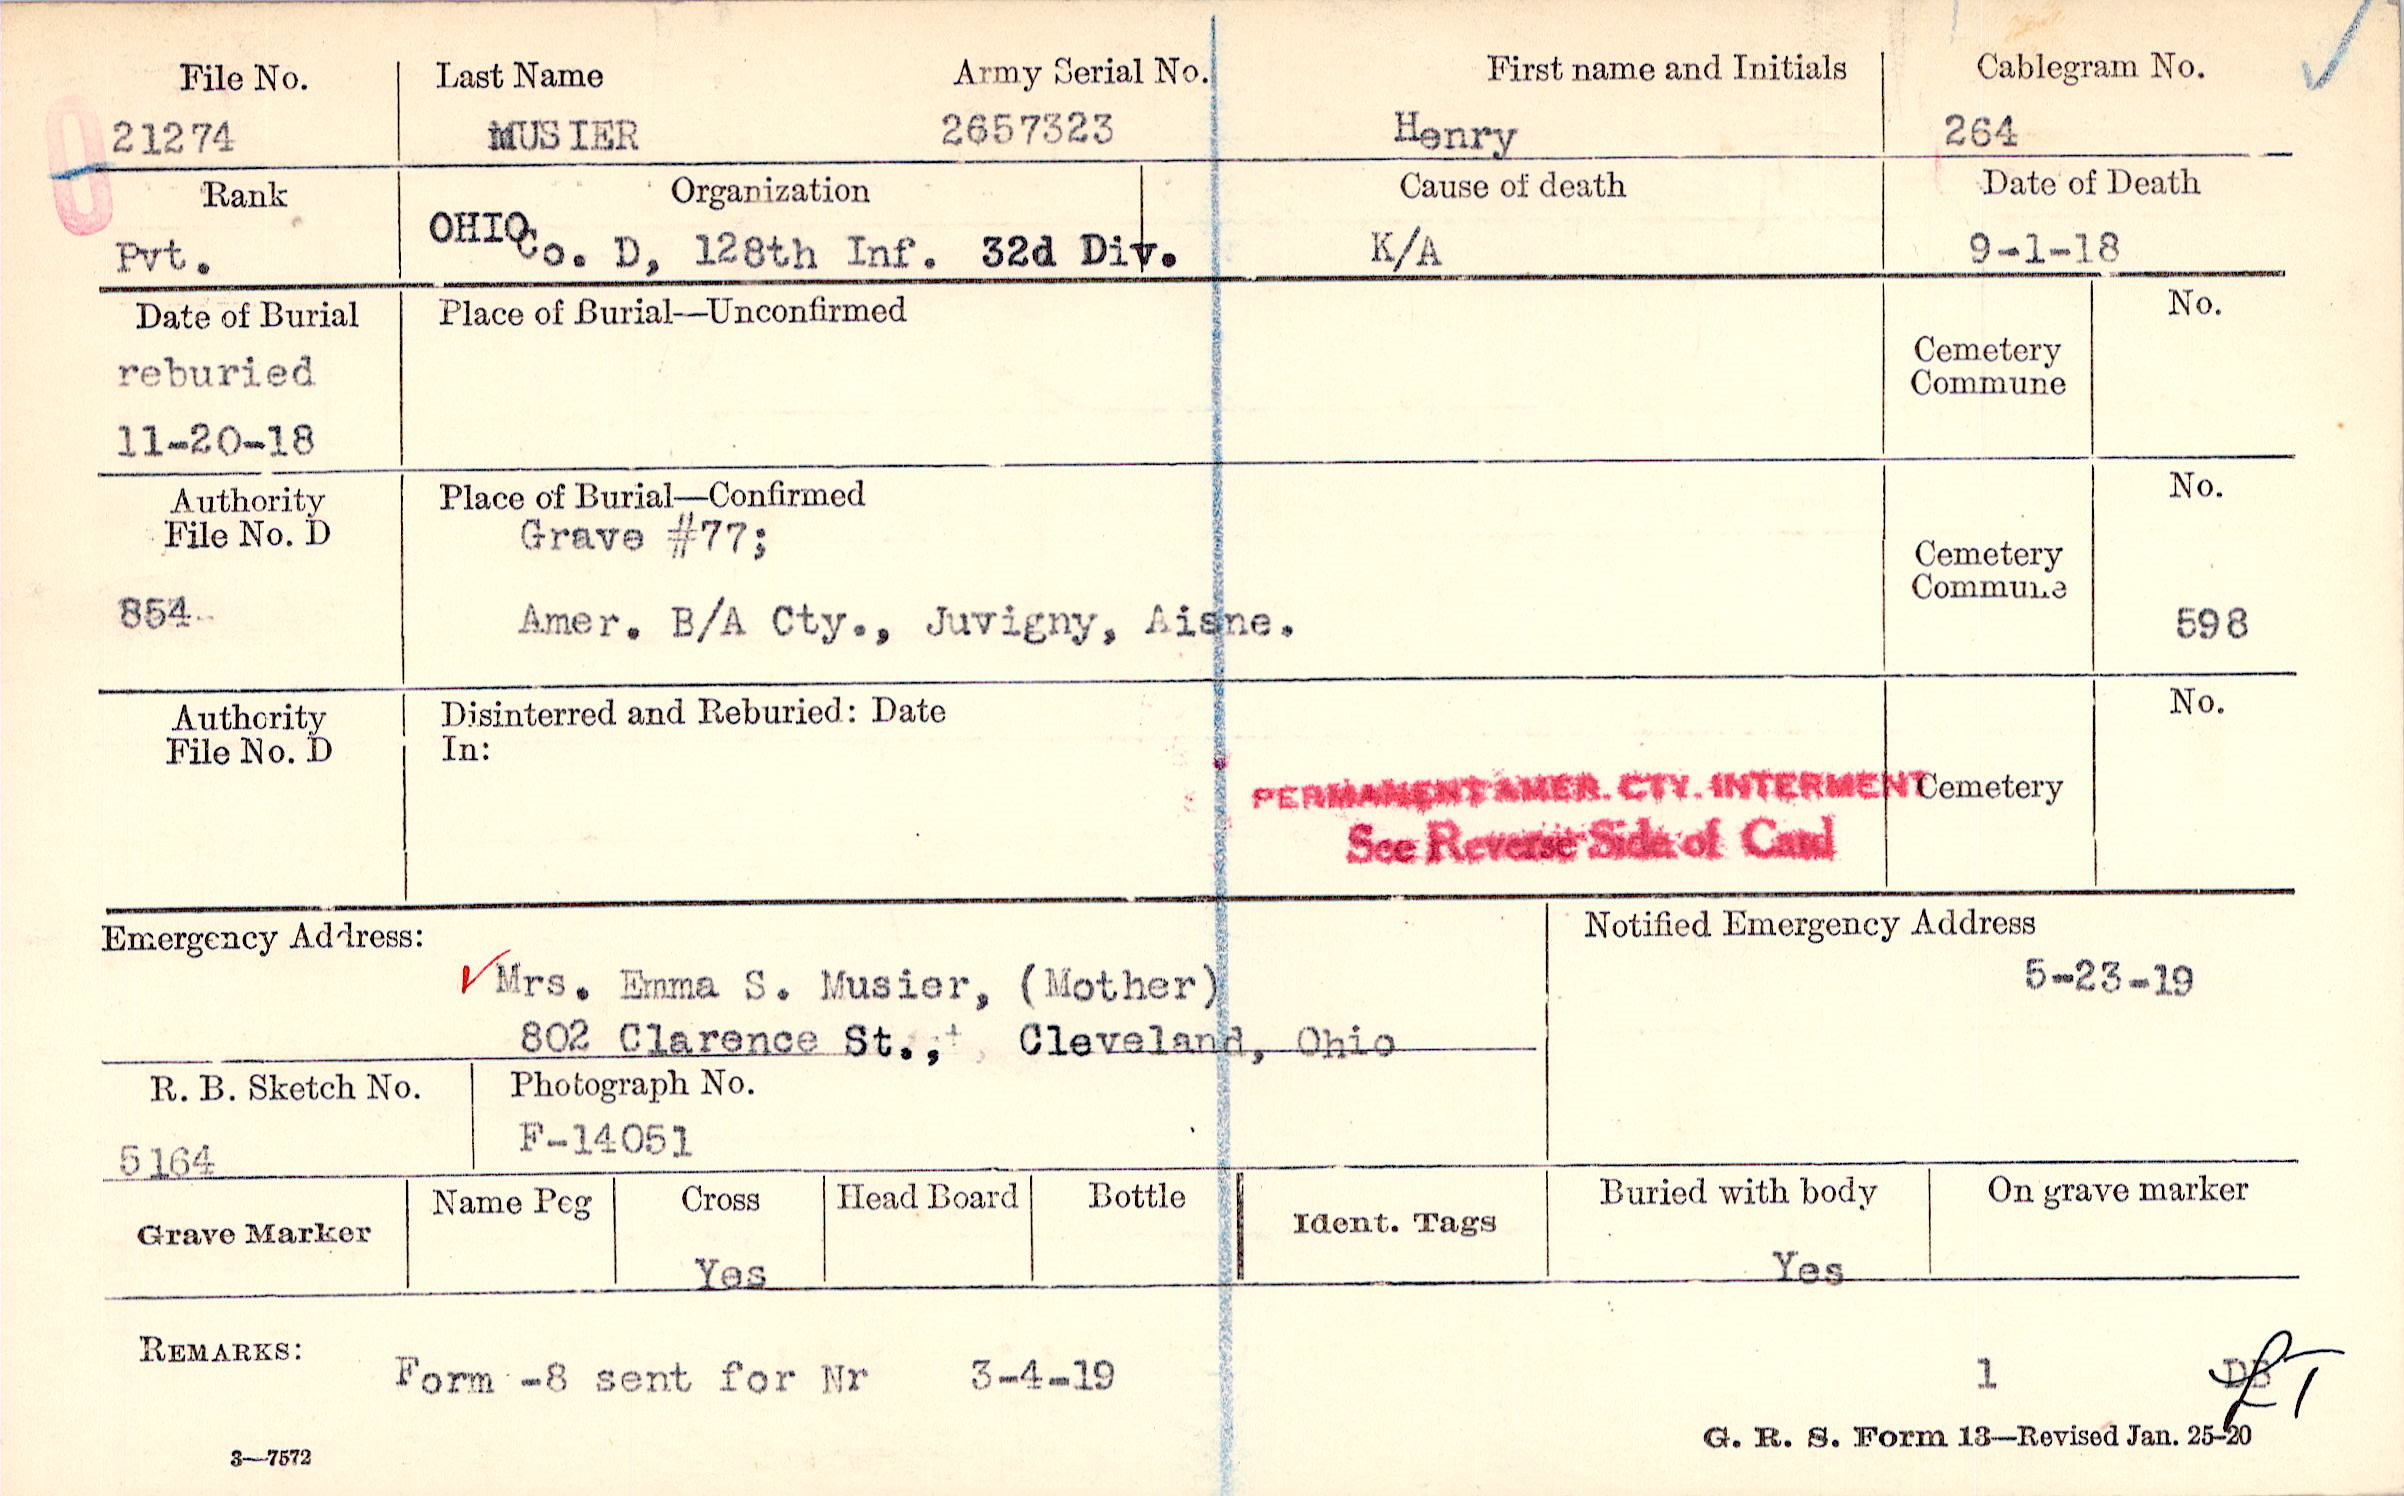 File No. Last Name Army Serial No. First name and Initials Cablegram No.
21274 MUSIER 2657323 Henry 264
Rank Organization Cause of death Date of Death
OHIO
Pvt. Co. D, 128th Inf. 32d Div. K/A 9-1-18
Date of Burial Place of Burial—Unconfirmed No.
reburied Cemetery
Commune
11-20-18
Authority Place of Burial—Confirmed No.
File No. D Grave #77;
Cemetery
Commune
854 Amer. B/A Cty., Juvigny, Aisne. 598
Authority Disinterred and Reburied: Date No.
File No. D In:
PERMANENT AMER. CTY. INTERMENT Cemetery
See Reverse Side of Card
Emergency Address: Notified Emergency Address
Mrs. Emma S. Musier, (Mother) 5-23-19
802 Clarence St., Cleveland, Ohio
R. B. Sketch No. Photograph No.
5164 F-14051
Grave Marker Name Peg Cross Head Board Bottle Ident. Tags Buried with body On grave marker
Yes Yes
REMARKS: Form -8 sent for Nr 3-4-19 1 DB
LT
3—7572 G. R. S. Form 13—Revised Jan. 25-20